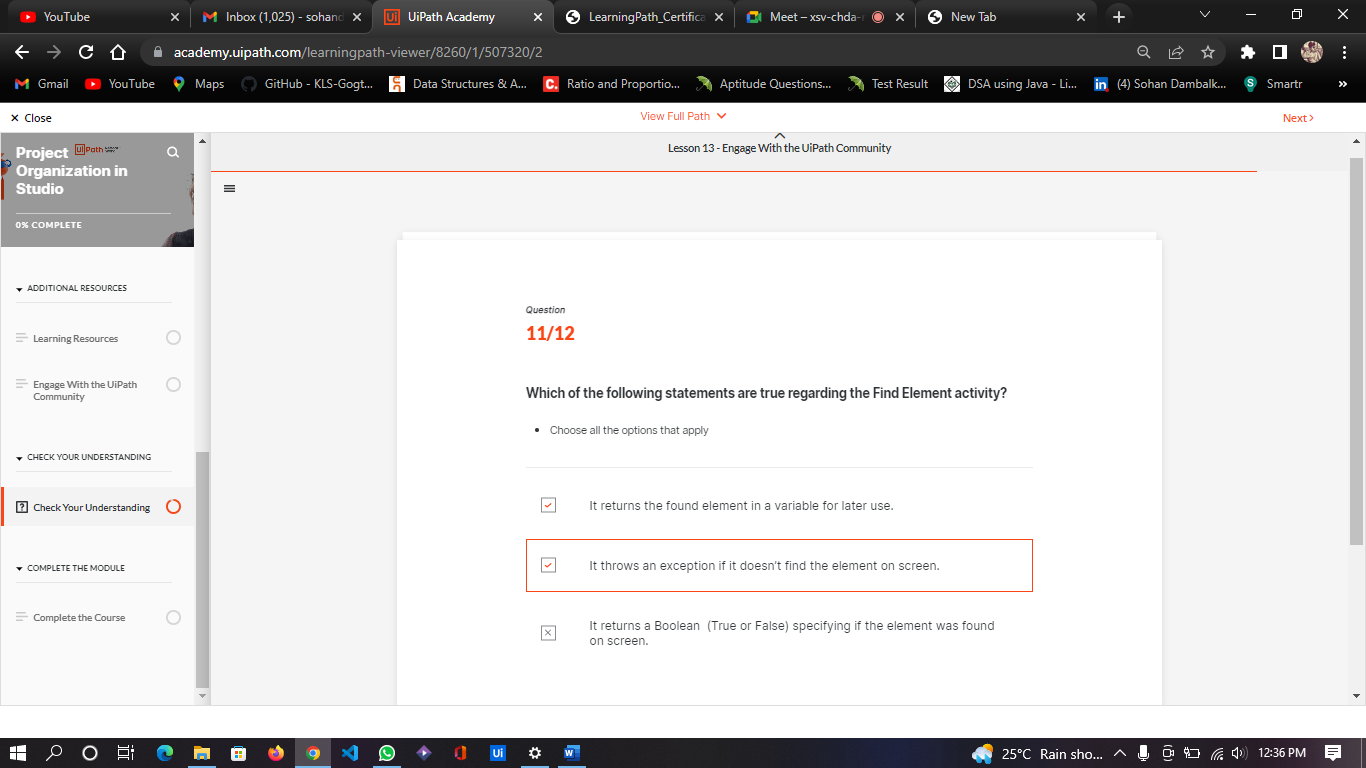 YouTube
Inbox (1,025) - sohand
UiPath Academy
LearningPath_Certifica
Meet – xsv-chda-
New Tab
academy.uipath.com/learningpath-viewer/8260/1/507320/2
Gmail
YouTube
Maps
GitHub - KLS-Gogt...
Data Structures & A...
Ratio and Proportio...
Aptitude Questions...
Test Result
DSA using Java - Li...
(4) Sohan Dambalk...
Smartr
Close
View Full Path
Next
Project
Organization in
Studio
UiPath
0% COMPLETE
Lesson 13 - Engage With the UiPath Community
ADDITIONAL RESOURCES
Learning Resources
Engage With the UiPath
Community
CHECK YOUR UNDERSTANDING
Check Your Understanding
COMPLETE THE MODULE
Complete the Course
Question
11/12
Which of the following statements are true regarding the Find Element activity?
Choose all the options that apply
It returns the found element in a variable for later use.
It throws an exception if it doesn't find the element on screen.
It returns a Boolean (True or False) specifying if the element was found
on screen.
Ui
25°C Rain sho...
12:36 PM